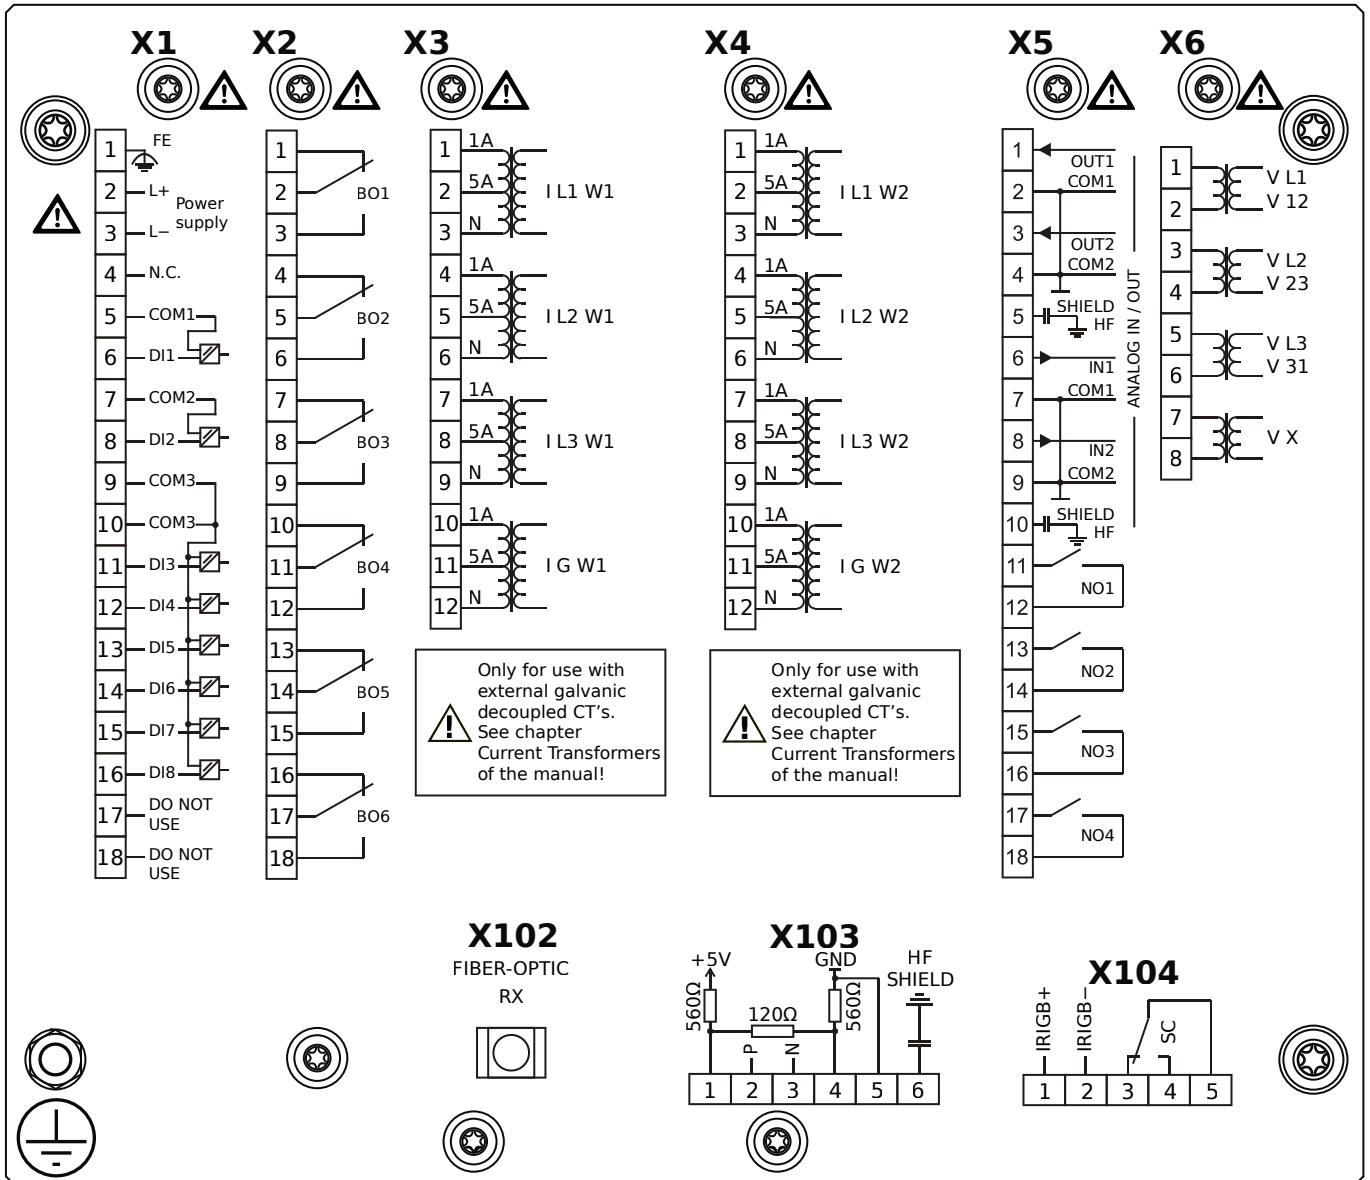 X1
1 FE
2 L+
Power
supply
3 L−
4 N.C.
5 COM1
6 DI1
7 COM2
8 DI2
9 COM3
10 COM3
11 DI3
12 DI4
13 DI5
14 DI6
15 DI7
16 DI8
17 DO NOT
USE
18 DO NOT
USE
X2
1
2 BO1
3
4
5 BO2
6
7
8 BO3
9
10
11 BO4
12
13
14 BO5
15
16
17 BO6
18
X3
1 1A
2 5A I L1 W1
3 N
4 1A
5 5A I L2 W1
6 N
7 1A
8 5A I L3 W1
9 N
10 1A
11 5A I G W1
12 N
Only for use with
external galvanic
decoupled CT's.
See chapter
Current Transformers
of the manual!
X4
1 1A
2 5A I L1 W2
3 N
4 1A
5 5A I L2 W2
6 N
7 1A
8 5A I L3 W2
9 N
10 1A
11 5A I G W2
12 N
Only for use with
external galvanic
decoupled CT's.
See chapter
Current Transformers
of the manual!
X5
1 OUT1
2 COM1
3 OUT2
4 COM2
5 SHIELD
HF
6 IN1
7 COM1
8 IN2
9 COM2
10 SHIELD
HF
ANALOG IN / OUT
11
NO1
12
13
NO2
14
15
NO3
16
17
NO4
18
X6
1 V L1
2 V 12
3 V L2
4 V 23
5 V L3
6 V 31
7
V X
8
X102
FIBER-OPTIC
RX
X103
+5V GND HF
SHIELD
560Ω 120Ω 560Ω
P N
1 2 3 4 5 6
X104
IRIGB+ IRIGB− SC
1 2 3 4 5